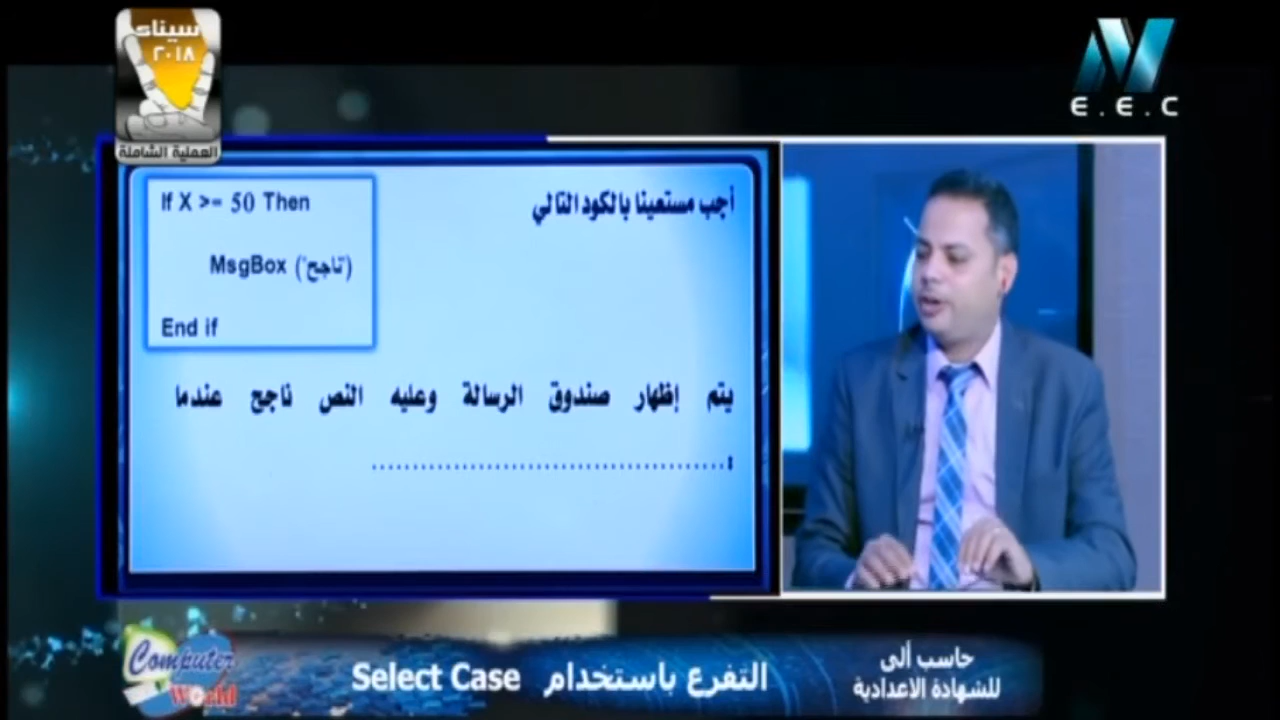 سيناء
٢٠١٨
العملية الشاملة
E.E.C
أجب مستعينا بالكود التالي
If X >= 50 Then
MsgBox ("ناجح")
End if
يتم إظهار صندوق الرسالة وعليه النص ناجح عندما
:........................................
Computer
World
التفرع باستخدام Select Case
حاسب ألى
للشهادة الاعدادية